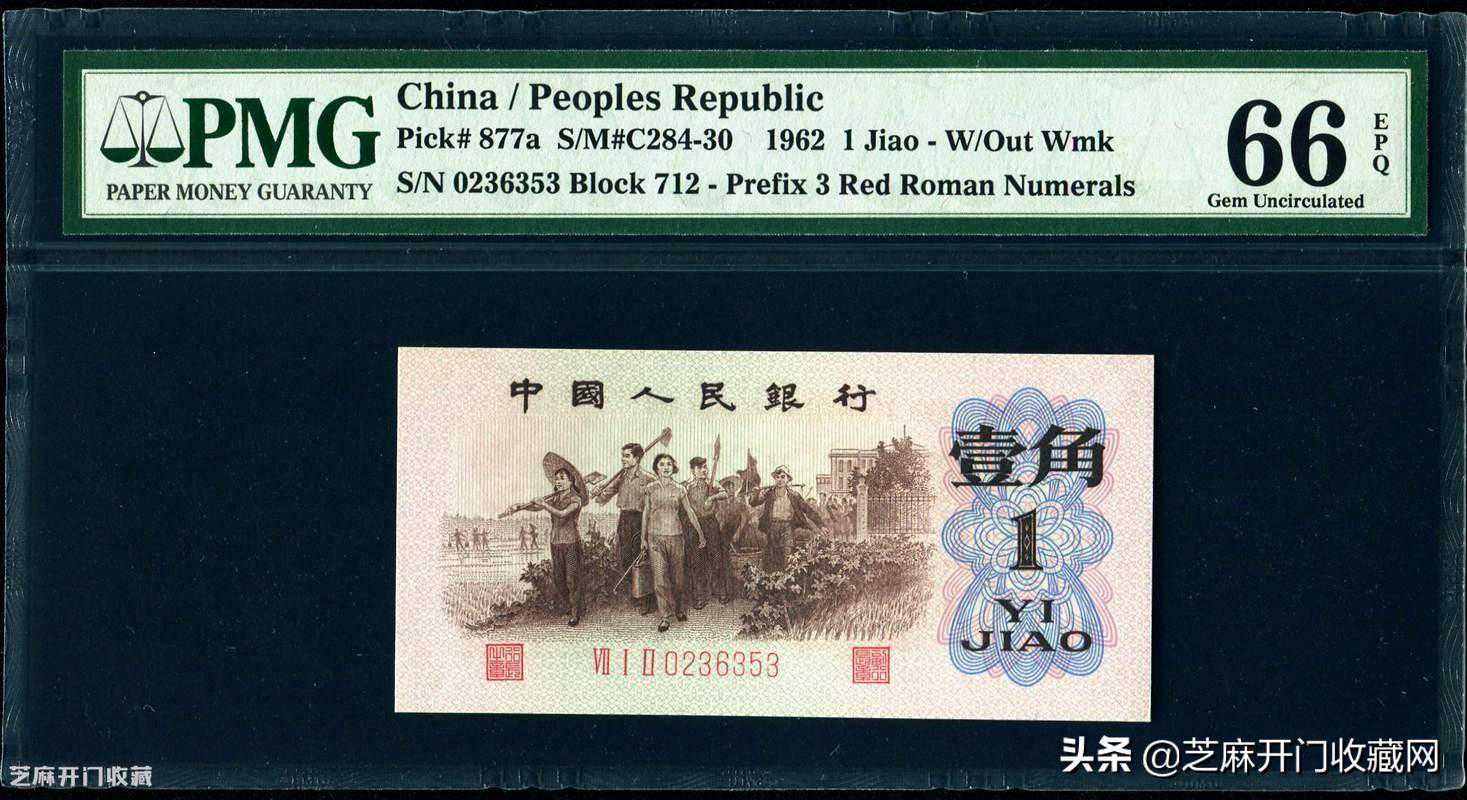 PMG
PAPER MONEY GUARANTY
China / Peoples Republic
Pick# 877a S/M#C284-30 1962 1 Jiao - W/Out Wmk
S/N 0236353 Block 712 - Prefix 3 Red Roman Numerals
66
EPQ
Gem Uncirculated
中國人民銀行
壹角
1
YI
JIAO
VII I II 0236353
芝麻开门收藏
头条 @芝麻开门收藏网